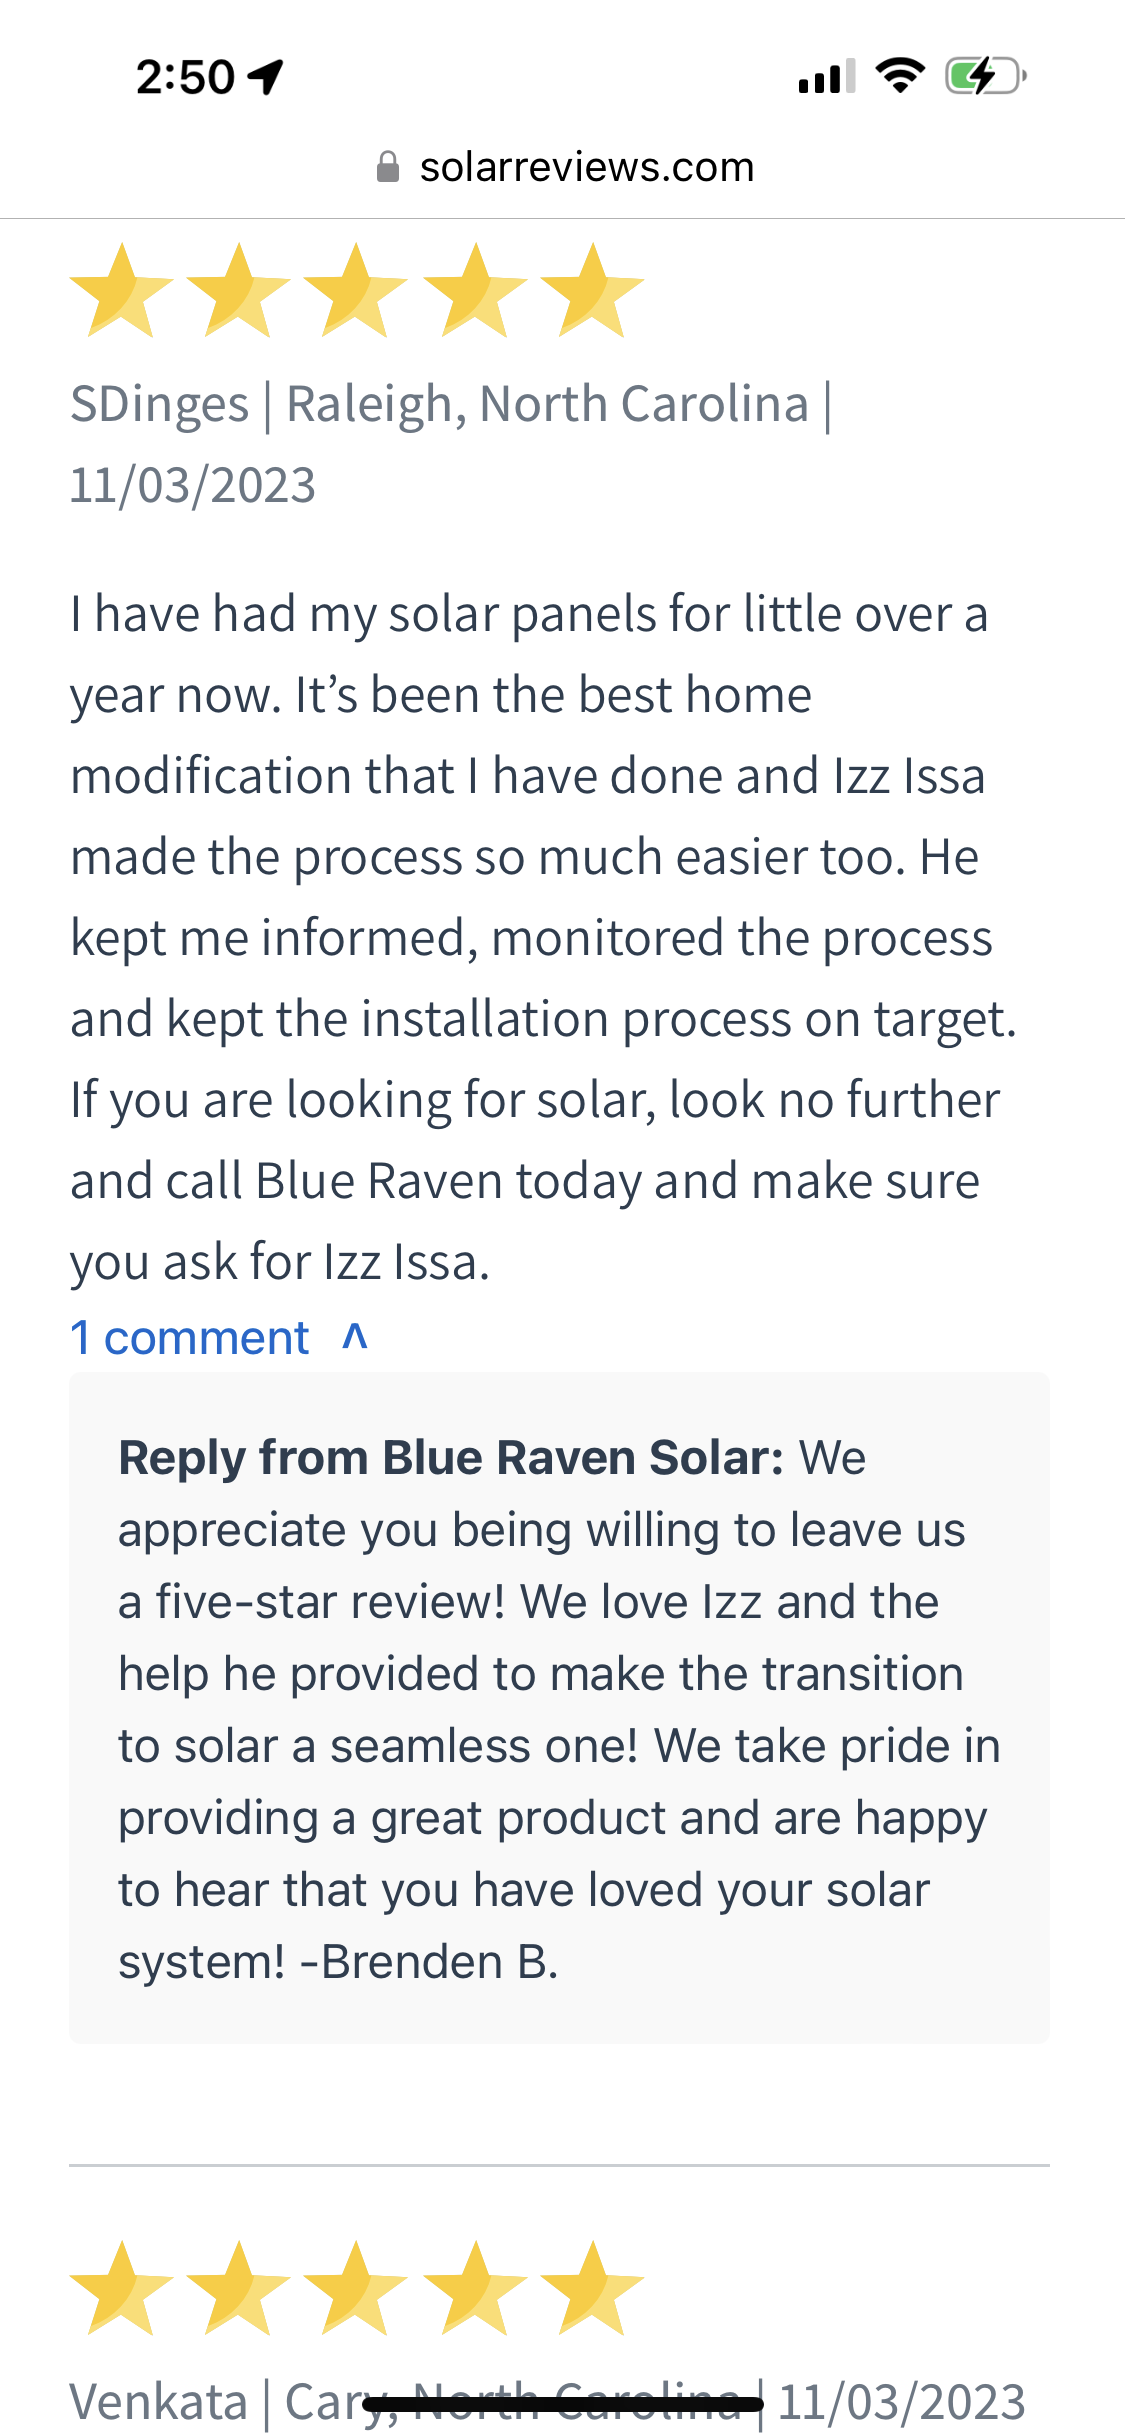 2:50
solarreviews.com
SDinges | Raleigh, North Carolina |
11/03/2023
I have had my solar panels for little over a
year now. It’s been the best home
modification that I have done and Izz Issa
made the process so much easier too. He
kept me informed, monitored the process
and kept the installation process on target.
If you are looking for solar, look no further
and call Blue Raven today and make sure
you ask for Izz Issa.
1 comment ^
Reply from Blue Raven Solar: We
appreciate you being willing to leave us
a five-star review! We love Izz and the
help he provided to make the transition
to solar a seamless one! We take pride in
providing a great product and are happy
to hear that you have loved your solar
system! -Brenden B.
Venkata | Cary, North Carolina | 11/03/2023